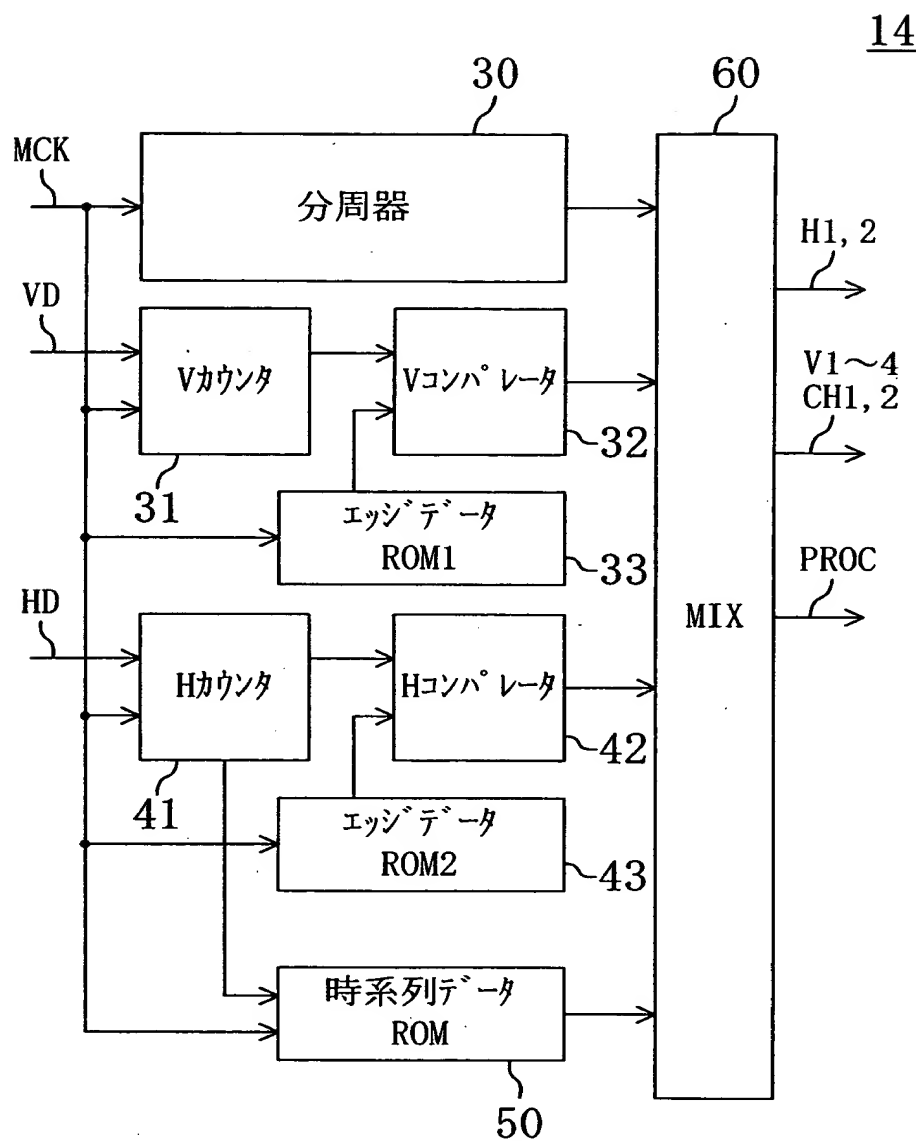 14
30
60
MCK
分周器
H1, 2
VD
Vカウンタ
Vコンパレータ
V1～4
CH1, 2
31
32
エッジデータ
ROM1
33
PROC
HD
MIX
Hカウンタ
Hコンパレータ
41
42
エッジデータ
ROM2
43
時系列データ
ROM
50